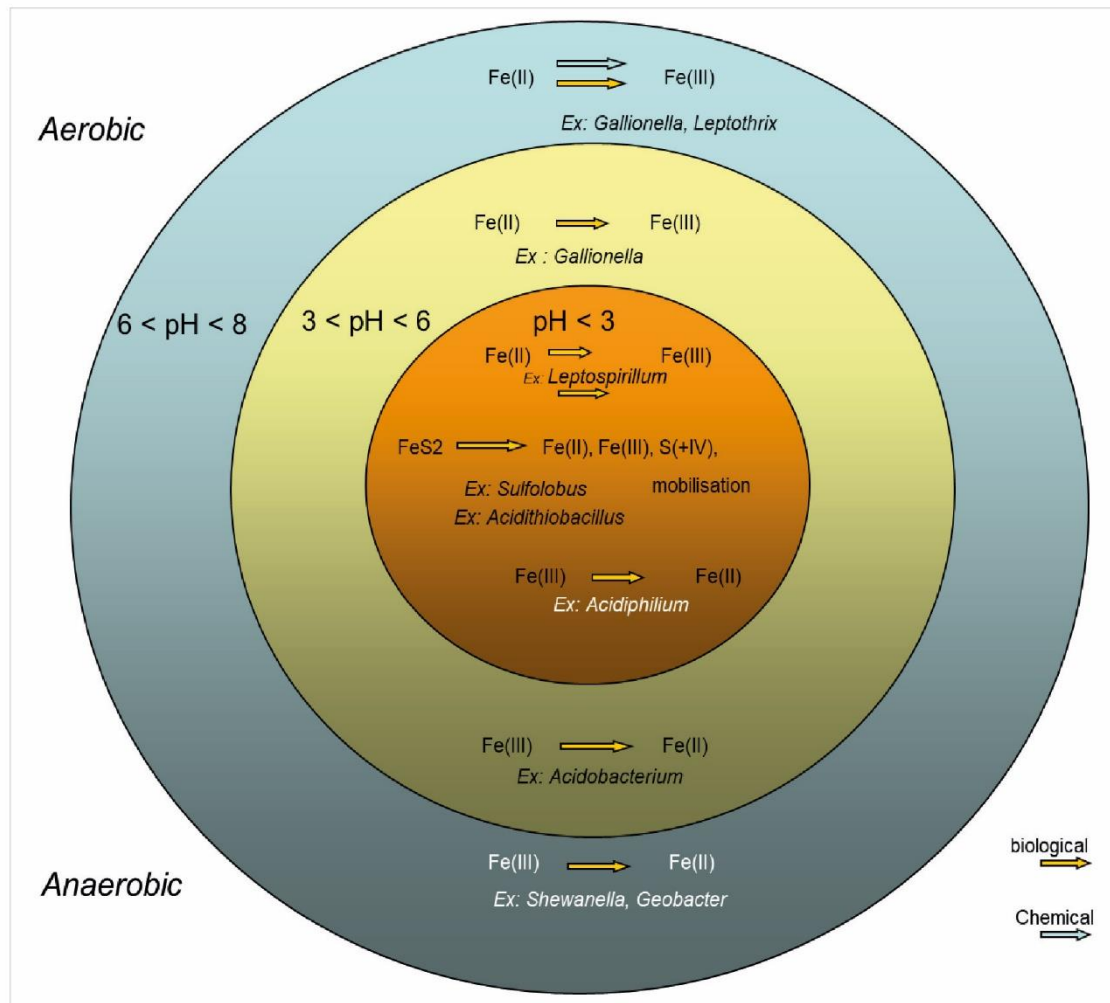 Fe(II) Fe(III)
Ex: Gallionella, Leptothrix
Aerobic
Fe(II) Fe(III)
Ex : Gallionella
6 < pH < 8 3 < pH < 6 pH < 3
Fe(II) Fe(III)
Ex: Leptospirillum
FeS2 Fe(II), Fe(III), S(+IV),
mobilisation
Ex: Sulfolobus
Ex: Acidithiobacillus
Fe(III) Fe(II)
Ex: Acidiphilium
Fe(III) Fe(II)
Ex: Acidobacterium
Anaerobic
Fe(III) Fe(II)
Ex: Shewanella, Geobacter
biological
Chemical